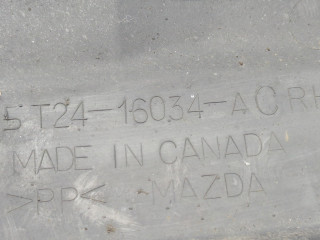 5T24-16034-AC RH
MADE IN CANADA
>PP< MAZDA